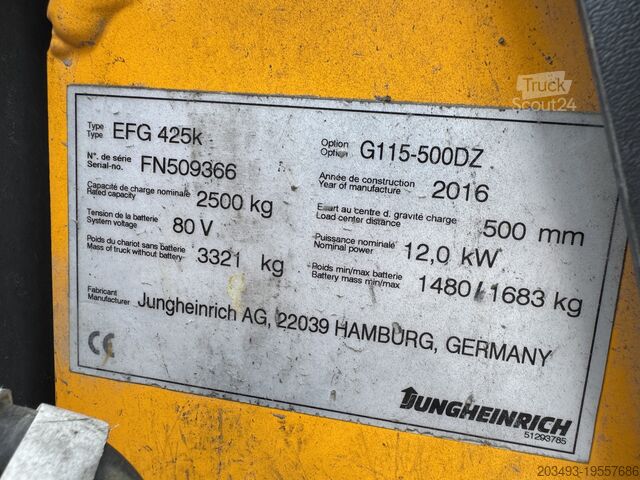 Truck
Scout24
Type
Type EFG 425k
Option
Option G115-500DZ
N°. de série
Serial-no. FN509366
Année de construction
Year of manufacture 2016
Capacité de charge nominale
Rated capacity 2500 kg
Écart au centre d. gravité charge
Load center distance 500 mm
Tension de la batterie
System voltage 80 V
Puissance nominale
Nominal power 12,0 kW
Poids du chariot sans batterie
Mass of truck without battery 3321 kg
Poids min/max batterie
Battery mass min/max 1480/1683 kg
Fabricant
Manufacturer Jungheinrich AG, 22039 HAMBURG, GERMANY
CE
JUNGHEINRICH
51293785
203493-19557686